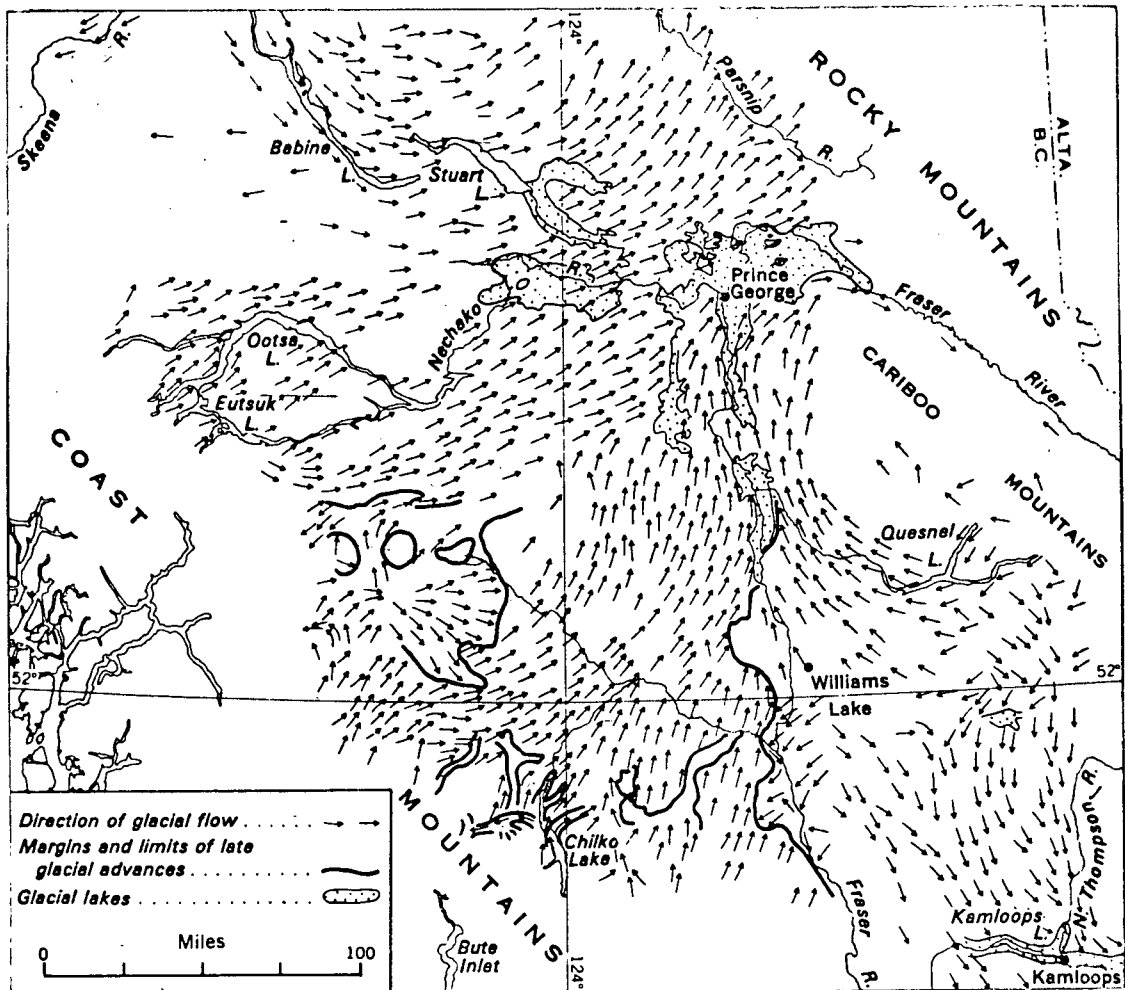 124°
Skeena R.
Babine L.
Stuart L.
Parsnip R.
ROCKY MOUNTAINS
ALTA.
B.C.
Nechako R.
Prince George
Fraser River
Ootsa L.
Eutsuk L.
CARIBOO MOUNTAINS
COAST MOUNTAINS
Quesnel L.
52°
52°
Williams Lake
Chilko Lake
Bute Inlet
Fraser R.
N. Thompson R.
Kamloops L.
Kamloops
124°
Direction of glacial flow . . . . . .
Margins and limits of late
glacial advances . . . . . . . . . . .
Glacial lakes . . . . . . . . . . . .
Miles
0 100